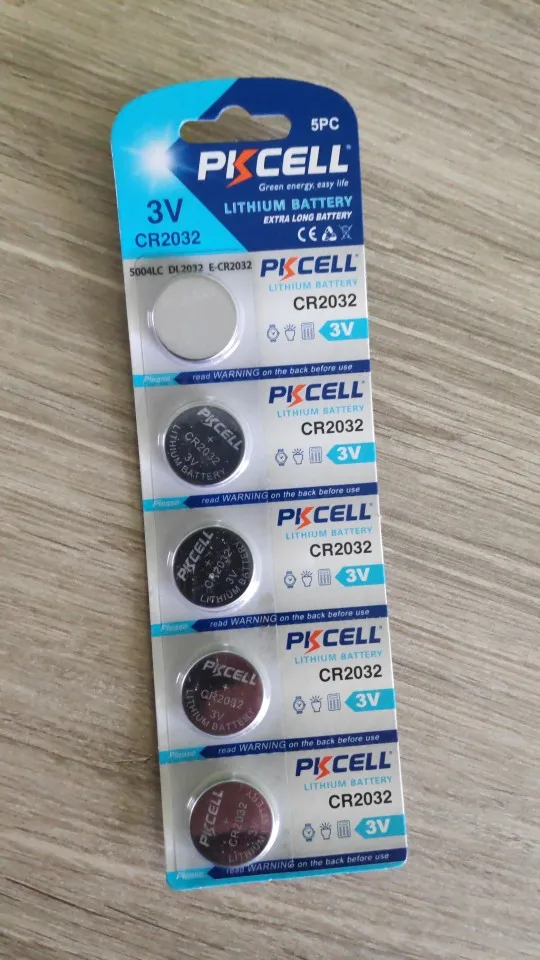 5PC
PKCELL
Green energy, easy life
LITHIUM BATTERY
EXTRA LONG BATTERY
3V
CR2032
CE
5004LC DL2032 E-CR2032
PKCELL
LITHIUM BATTERY
CR2032
3V
Please read WARNING on the back before use
PKCELL
CR2032
3V
LITHIUM BATTERY
PKCELL
LITHIUM BATTERY
CR2032
3V
Please read WARNING on the back before use
PKCELL
CR2032
3V
LITHIUM BATTERY
PKCELL
LITHIUM BATTERY
CR2032
3V
Please read WARNING on the back before use
PKCELL
CR2032
3V
LITHIUM BATTERY
PKCELL
LITHIUM BATTERY
CR2032
3V
Please read WARNING on the back before use
PKCELL
CR2032
3V
LITHIUM BATTERY
PKCELL
LITHIUM BATTERY
CR2032
3V
Please read WARNING on the back before use